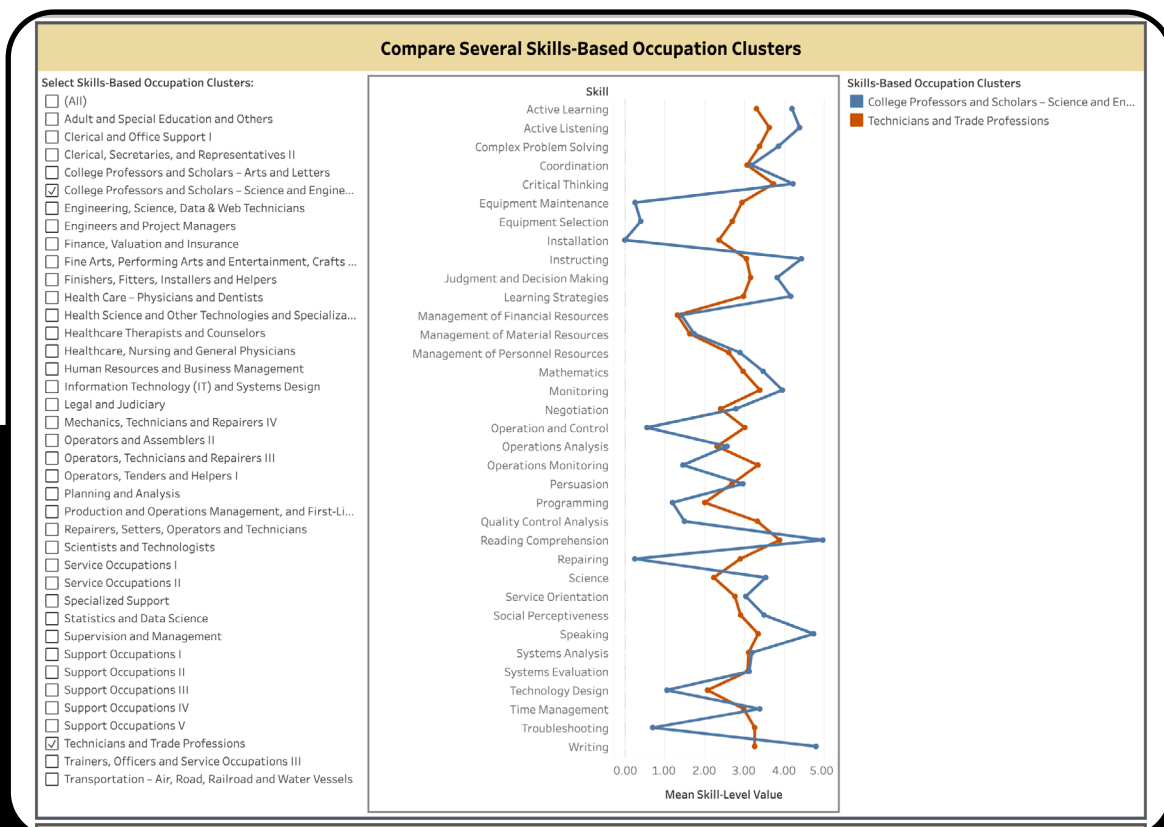 Compare Several Skills-Based Occupation Clusters
Select Skills-Based Occupation Clusters:
(All)
Adult and Special Education and Others
Clerical and Office Support I
Clerical, Secretaries, and Representatives II
College Professors and Scholars – Arts and Letters
College Professors and Scholars – Science and Engine...
Engineering, Science, Data & Web Technicians
Engineers and Project Managers
Finance, Valuation and Insurance
Fine Arts, Performing Arts and Entertainment, Crafts ...
Finishers, Fitters, Installers and Helpers
Health Care – Physicians and Dentists
Health Science and Other Technologies and Specializa...
Healthcare Therapists and Counselors
Healthcare, Nursing and General Physicians
Human Resources and Business Management
Information Technology (IT) and Systems Design
Legal and Judiciary
Mechanics, Technicians and Repairers IV
Operators and Assemblers II
Operators, Technicians and Repairers III
Operators, Tenders and Helpers I
Planning and Analysis
Production and Operations Management, and First-Li...
Repairers, Setters, Operators and Technicians
Scientists and Technologists
Service Occupations I
Service Occupations II
Specialized Support
Statistics and Data Science
Supervision and Management
Support Occupations I
Support Occupations II
Support Occupations III
Support Occupations IV
Support Occupations V
Technicians and Trade Professions
Trainers, Officers and Service Occupations III
Transportation – Air, Road, Railroad and Water Vessels
Skill
Active Learning
Active Listening
Complex Problem Solving
Coordination
Critical Thinking
Equipment Maintenance
Equipment Selection
Installation
Instructing
Judgment and Decision Making
Learning Strategies
Management of Financial Resources
Management of Material Resources
Management of Personnel Resources
Mathematics
Monitoring
Negotiation
Operation and Control
Operations Analysis
Operations Monitoring
Persuasion
Programming
Quality Control Analysis
Reading Comprehension
Repairing
Science
Service Orientation
Social Perceptiveness
Speaking
Systems Analysis
Systems Evaluation
Technology Design
Time Management
Troubleshooting
Writing
0.00 1.00 2.00 3.00 4.00 5.00
Mean Skill-Level Value
Skills-Based Occupation Clusters
College Professors and Scholars – Science and En...
Technicians and Trade Professions